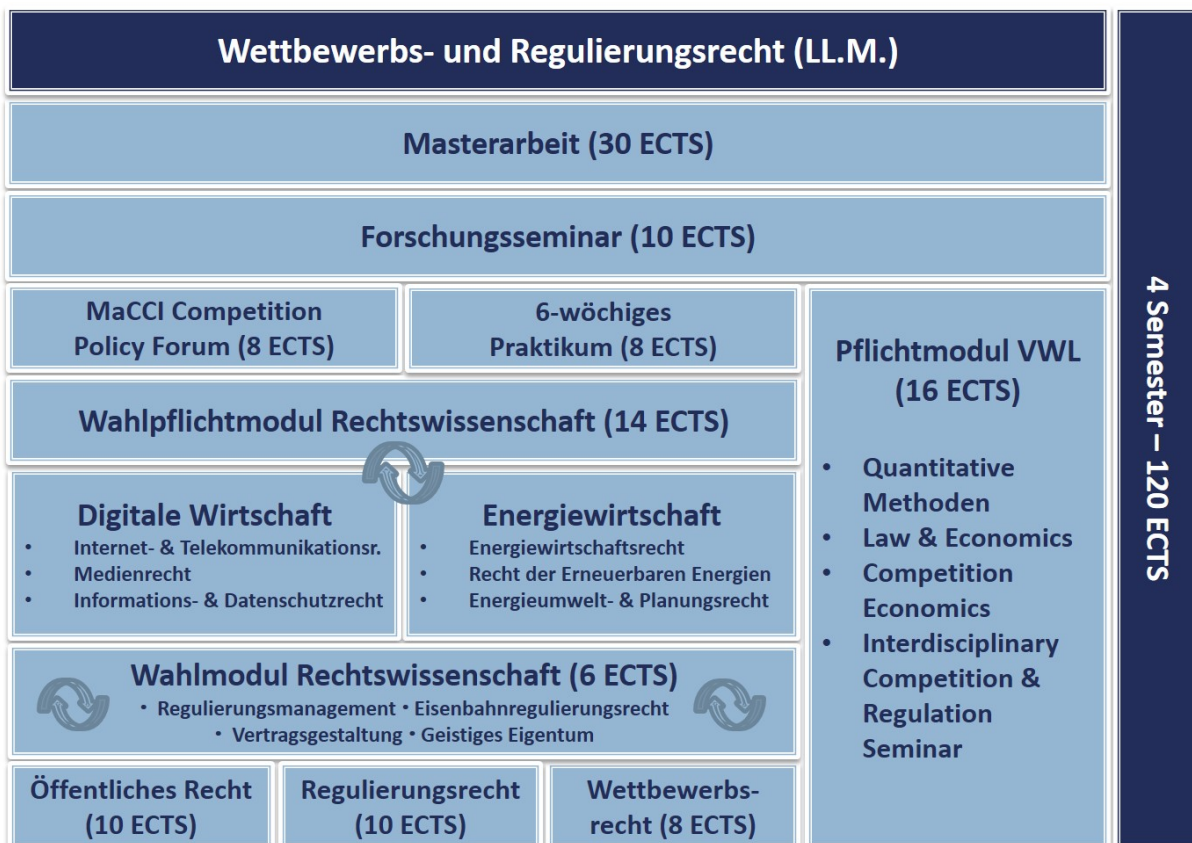 Wettbewerbs- und Regulierungsrecht (LL.M.)
Masterarbeit (30 ECTS)
Forschungsseminar (10 ECTS)
MaCCI Competition
Policy Forum (8 ECTS)
6-wöchiges
Praktikum (8 ECTS)
Wahlpflichtmodul Rechtswissenschaft (14 ECTS)
Digitale Wirtschaft
• Internet- & Telekommunikationsr.
• Medienrecht
• Informations- & Datenschutzrecht
Energiewirtschaft
• Energiewirtschaftsrecht
• Recht der Erneuerbaren Energien
• Energieumwelt- & Planungsrecht
Wahlmodul Rechtswissenschaft (6 ECTS)
• Regulierungsmanagement • Eisenbahnregulierungsrecht
• Vertragsgestaltung • Geistiges Eigentum
Öffentliches Recht
(10 ECTS)
Regulierungsrecht
(10 ECTS)
Wettbewerbs-
recht (8 ECTS)
Pflichtmodul VWL
(16 ECTS)
• Quantitative
Methoden
• Law & Economics
• Competition
Economics
• Interdisciplinary
Competition &
Regulation
Seminar
4 Semester – 120 ECTS